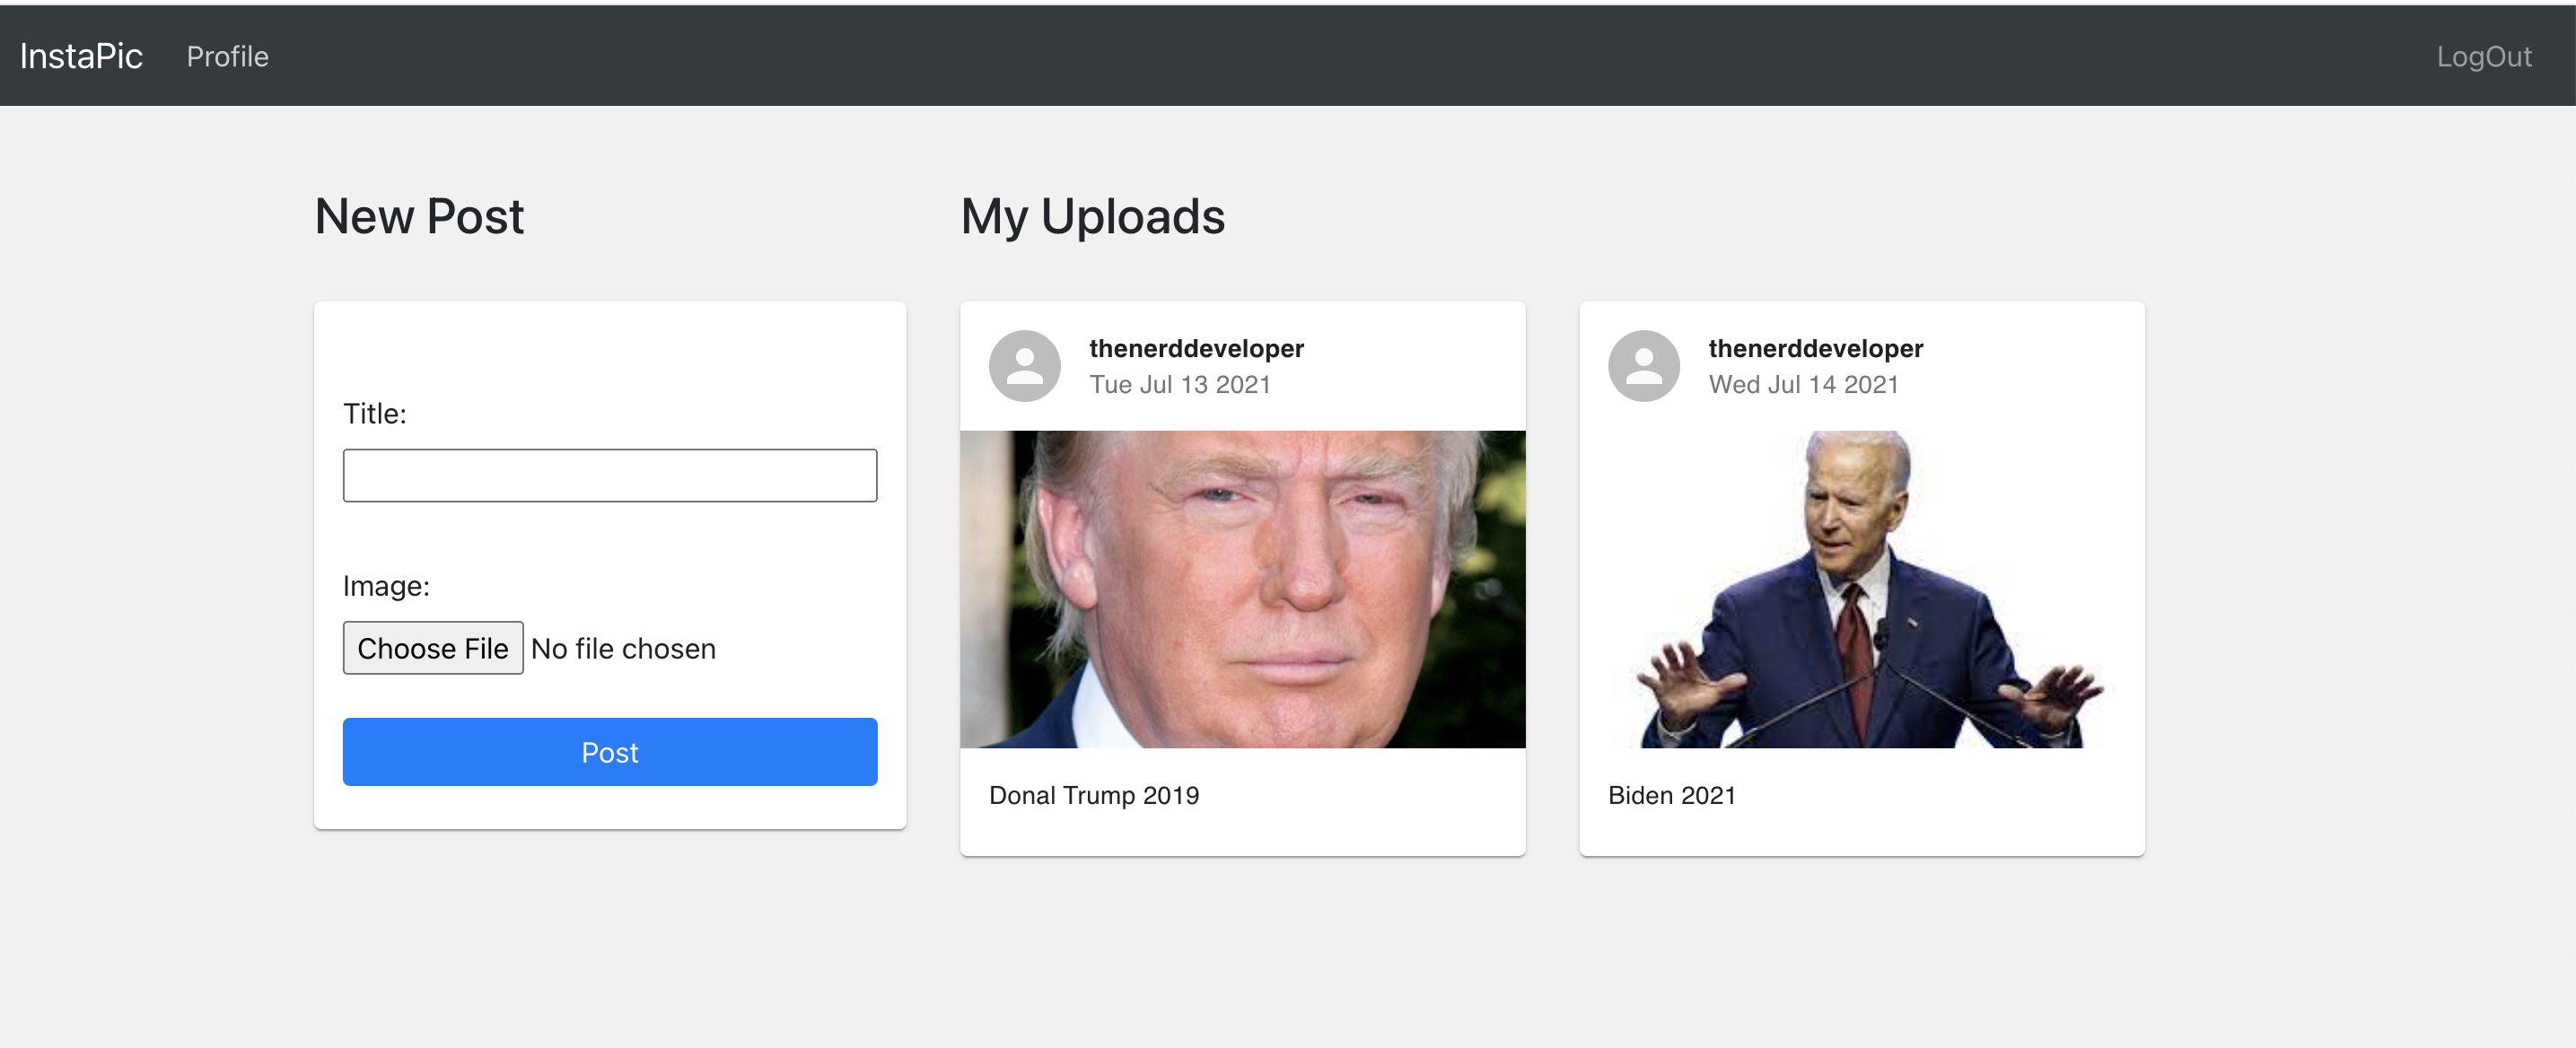 InstaPic Profile LogOut
New Post
Title:
Image:
Choose File No file chosen
Post
My Uploads
thenerddeveloper
Tue Jul 13 2021
Donal Trump 2019
thenerddeveloper
Wed Jul 14 2021
Biden 2021